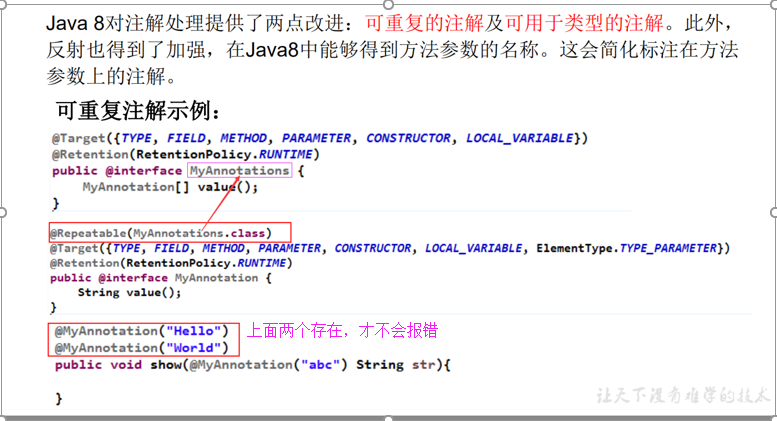 Java 8对注解处理提供了两点改进：可重复的注解及可用于类型的注解。此外，
反射也得到了加强，在Java8中能够得到方法参数的名称。这会简化标注在方法
参数上的注解。
可重复注解示例：
@Target({TYPE, FIELD, METHOD, PARAMETER, CONSTRUCTOR, LOCAL_VARIABLE})
@Retention(RetentionPolicy.RUNTIME)
public @interface MyAnnotations {
MyAnnotation[] value();
}
@Repeatable(MyAnnotations.class)
@Target({TYPE, FIELD, METHOD, PARAMETER, CONSTRUCTOR, LOCAL_VARIABLE, ElementType.TYPE_PARAMETER})
@Retention(RetentionPolicy.RUNTIME)
public @interface MyAnnotation {
String value();
}
@MyAnnotation("Hello") 上面两个存在，才不会报错
@MyAnnotation("World")
public void show(@MyAnnotation("abc") String str){
}
让天下没有难学的技术